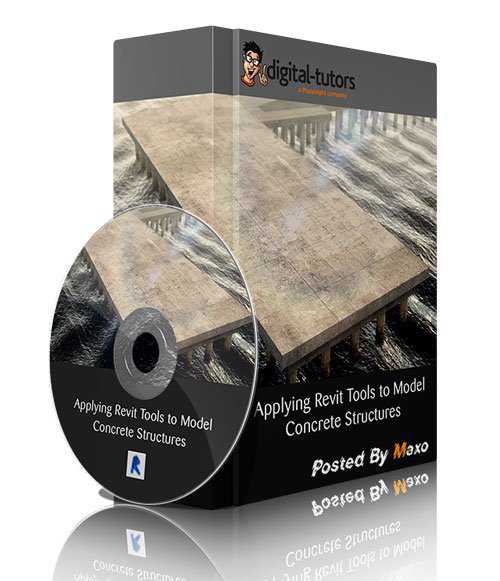 digital-tutors
a Pluralsight company
Applying Revit Tools to Model
Concrete Structures
Posted By Maxo
Applying Revit Tools to Model
Concrete Structures
R